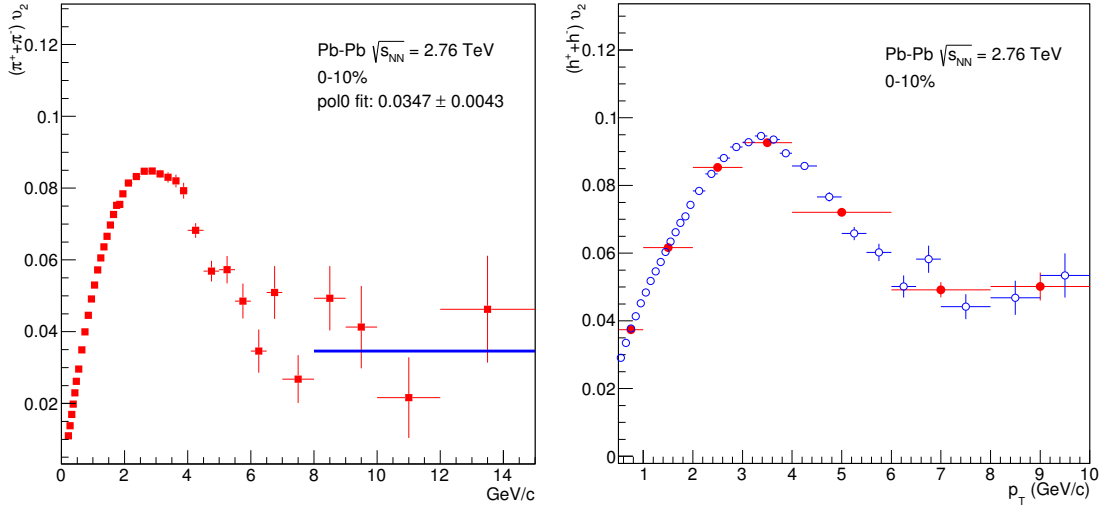 (π⁺+π⁻) υ₂
0.12
0.1
0.08
0.06
0.04
0.02
Pb-Pb √s_NN = 2.76 TeV
0-10%
pol0 fit: 0.0347 ± 0.0043
0 2 4 6 8 10 12 14
GeV/c
(h⁺+h⁻) υ₂
0.12
0.1
0.08
0.06
0.04
0.02
0
Pb-Pb √s_NN = 2.76 TeV
0-10%
1 2 3 4 5 6 7 8 9 10
p_T (GeV/c)